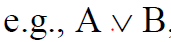 e.g., A ∨ B,